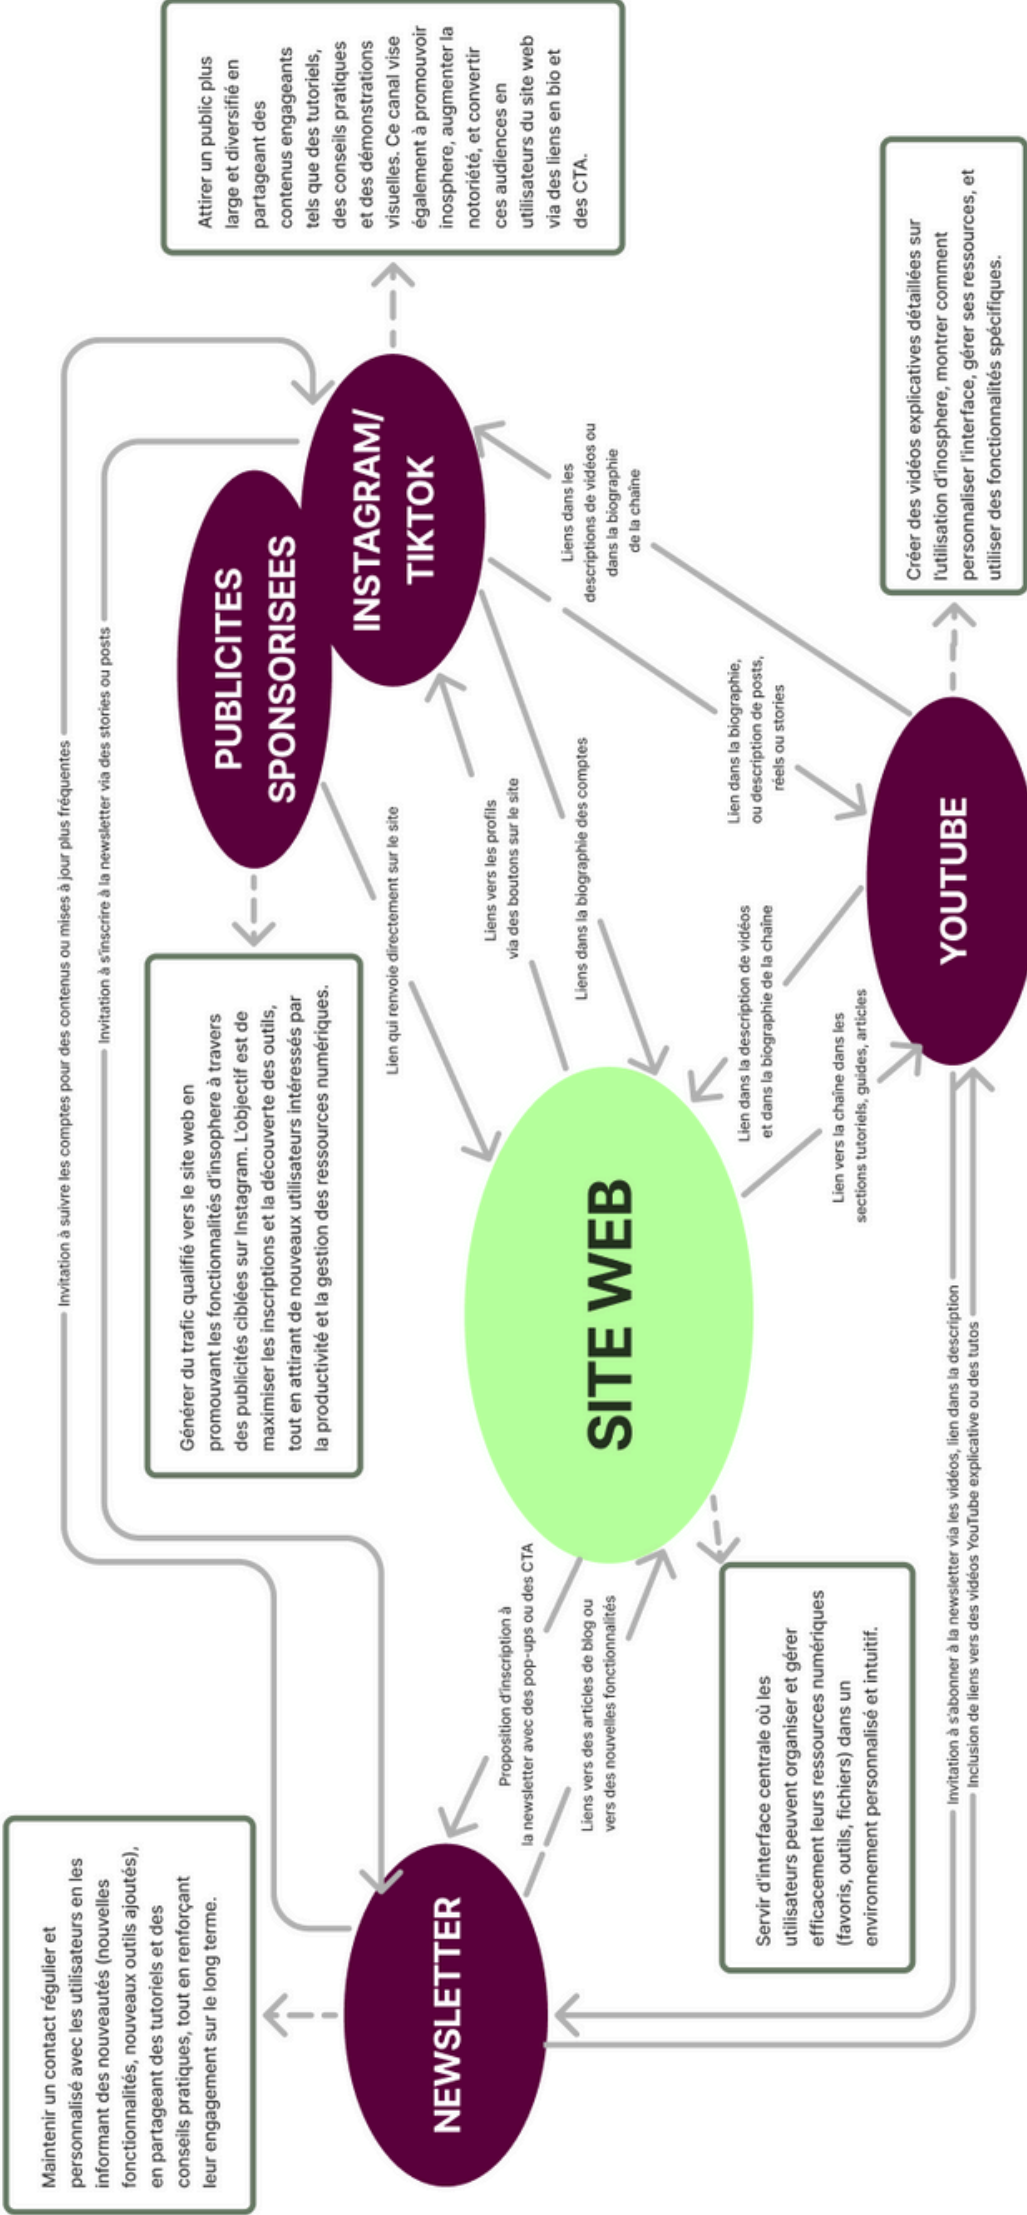 Maintenir un contact régulier et
personnalisé avec les utilisateurs en les
informant des nouveautés (nouvelles
fonctionnalités, nouveaux outils ajoutés),
en partageant des tutoriels et des
conseils pratiques, tout en renforçant
leur engagement sur le long terme.
Invitation à suivre les comptes pour des contenus ou mises à jour plus fréquentes
Invitation à s'inscrire à la newsletter via des stories ou posts
Générer du trafic qualifié vers le site web en
promouvant les fonctionnalités d'insophere à travers
des publicités ciblées sur Instagram. L'objectif est de
maximiser les inscriptions et la découverte des outils,
tout en attirant de nouveaux utilisateurs intéressés par
la productivité et la gestion des ressources numériques.
PUBLICITES
SPONSORISEES
Attirer un public plus
large et diversifié en
partageant des
contenus engageants
tels que des tutoriels,
des conseils pratiques
et des démonstrations
visuelles. Ce canal vise
également à promouvoir
inosphere, augmenter la
notoriété, et convertir
ces audiences en
utilisateurs du site web
via des liens en bio et
des CTA.
INSTAGRAM/
TIKTOK
Lien qui renvoie directement sur le site
Liens vers les profils
via des boutons sur le site
Liens dans la biographie des comptes
Liens dans les
descriptions de vidéos ou
dans la biographie
de la chaîne
Lien dans la biographie,
ou description de posts,
réels ou stories
NEWSLETTER
Proposition d'inscription à
la newsletter avec des pop-ups ou des CTA
Liens vers des articles de blog ou
vers des nouvelles fonctionnalités
SITE WEB
Lien dans la description de vidéos
et dans la biographie de la chaîne
Lien vers la chaîne dans les
sections tutoriels, guides, articles
YOUTUBE
Servir d'interface centrale où les
utilisateurs peuvent organiser et gérer
efficacement leurs ressources numériques
(favoris, outils, fichiers) dans un
environnement personnalisé et intuitif.
Créer des vidéos explicatives détaillées sur
l'utilisation d'inosphere, montrer comment
personnaliser l'interface, gérer ses ressources, et
utiliser des fonctionnalités spécifiques.
Invitation à s'abonner à la newsletter via les vidéos, lien dans la description
Inclusion de liens vers des vidéos YouTube explicative ou des tutos